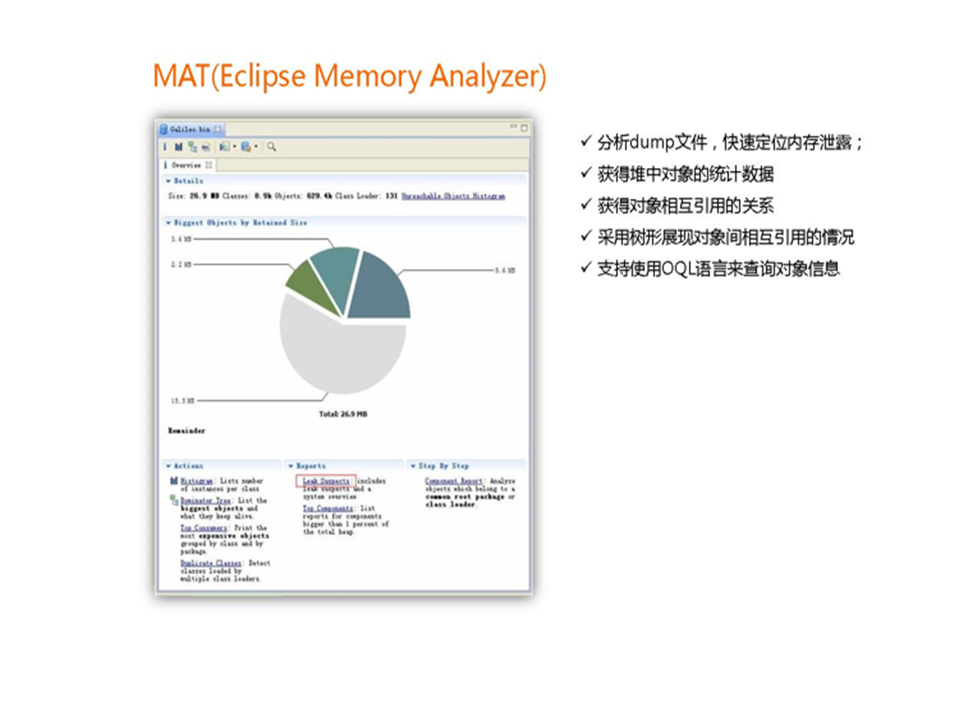 MAT(Eclipse Memory Analyzer)
Galileo.bin
i Overview
Details
Size: 26.9 MB Classes: 8.9k Objects: 629.4k Class Loader: 131 Unreachable Objects Histogram
Biggest Objects by Retained Size
3.6 MB
2.2 MB
5.6 MB
15.5 MB
Total: 26.9 MB
Remainder
Actions
Histogram: Lists number
of instances per class
Dominator Tree: List the
biggest objects and
what they keep alive.
Top Consumers: Print the
most expensive objects
grouped by class and by
package.
Duplicate Classes: Detect
classes loaded by
multiple class loaders.
Reports
Leak Suspects: includes
leak suspects and a
system overview
Top Components: list
reports for components
bigger than 1 percent of
the total heap.
Step By Step
Component Report: Analyze
objects which belong to a
common root package or
class loader.
✓ 分析dump文件，快速定位内存泄露；
✓ 获得堆中对象的统计数据
✓ 获得对象相互引用的关系
✓ 采用树形展现对象间相互引用的情况
✓ 支持使用OQL语言来查询对象信息